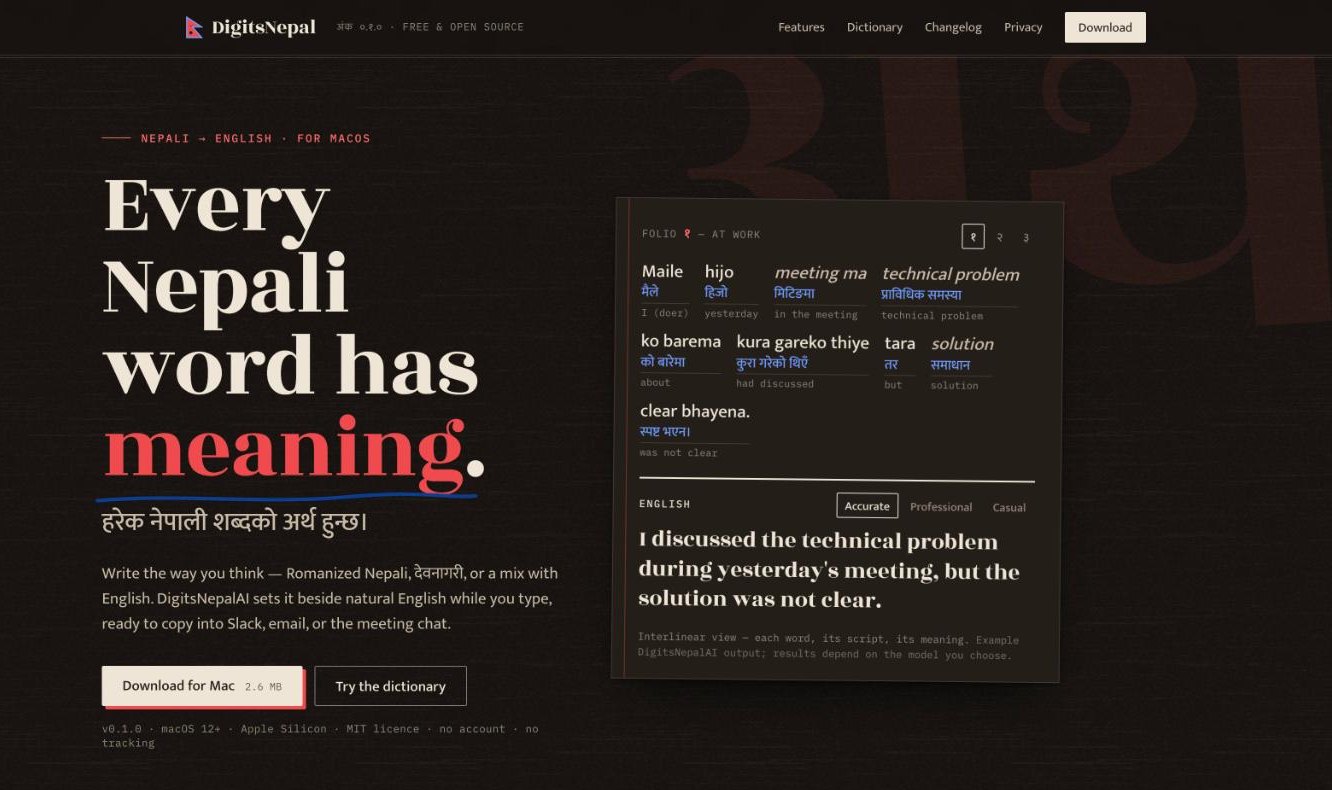 DigitsNepal अंक ०.१.० · FREE & OPEN SOURCE Features Dictionary Changelog Privacy Download
NEPALI → ENGLISH · FOR MACOS
Every
Nepali
word has
meaning.
हरेक नेपाली शब्दको अर्थ हुन्छ।
Write the way you think — Romanized Nepali, देवनागरी, or a mix with
English. DigitsNepalAI sets it beside natural English while you type,
ready to copy into Slack, email, or the meeting chat.
Download for Mac 2.6 MB Try the dictionary
v0.1.0 · macOS 12+ · Apple Silicon · MIT licence · no account · no
tracking
अर्थ
FOLIO १ — AT WORK १ २ ३
Maile hijo meeting ma technical problem
मैले हिजो मिटिङमा प्राविधिक समस्या
I (doer) yesterday in the meeting technical problem
ko barema kura gareko thiye tara solution
को बारेमा कुरा गरेको थिएँ तर समाधान
about had discussed but solution
clear bhayena.
स्पष्ट भएन।
was not clear
ENGLISH Accurate Professional Casual
I discussed the technical problem
during yesterday's meeting, but the
solution was not clear.
Interlinear view — each word, its script, its meaning. Example
DigitsNepalAI output; results depend on the model you choose.